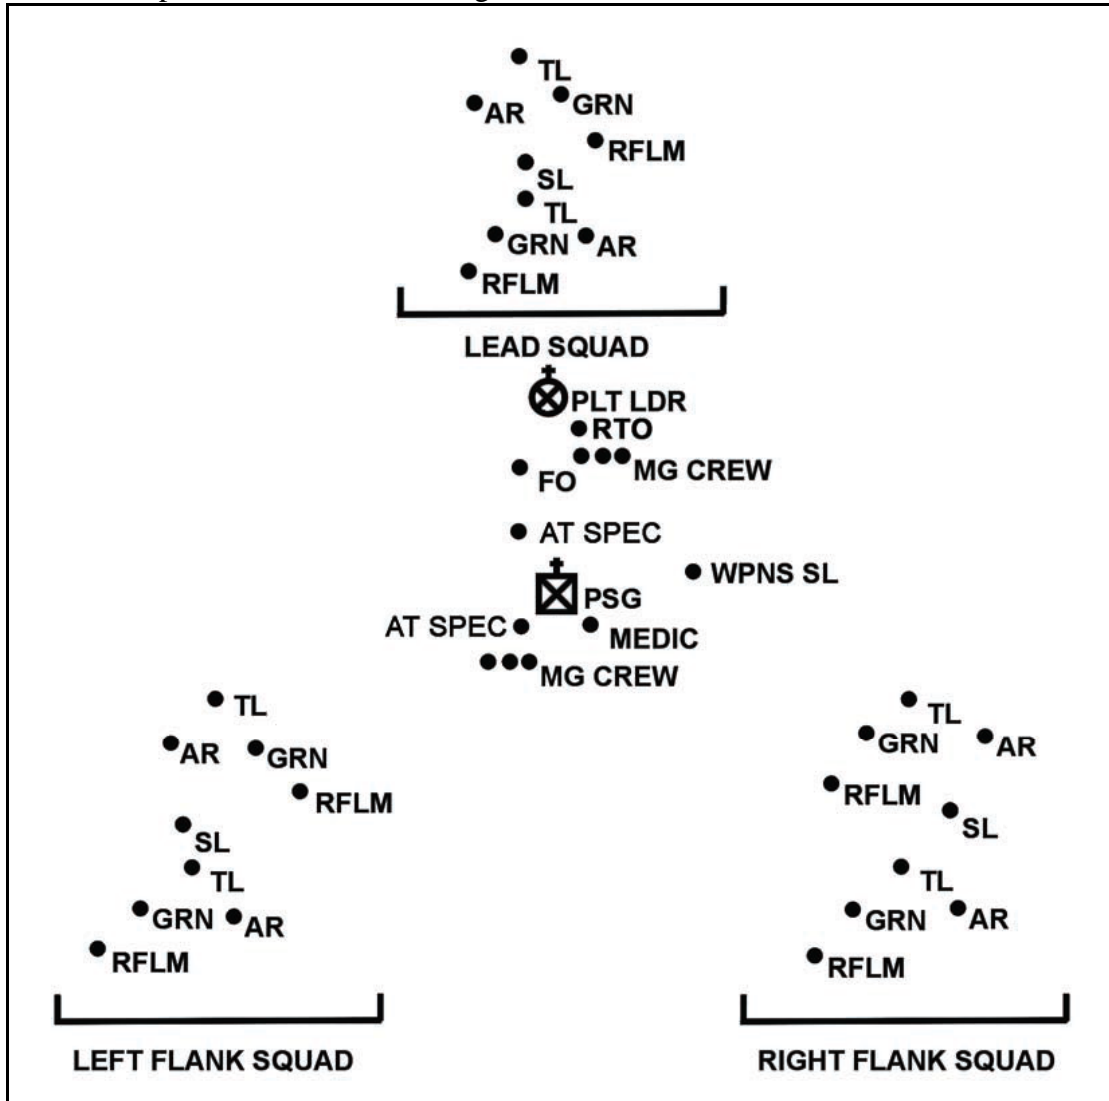 TL
GRN
AR
RFLM
SL
TL
GRN
AR
RFLM
LEAD SQUAD
PLT LDR
RTO
MG CREW
FO
AT SPEC
WPNS SL
PSG
AT SPEC
MEDIC
MG CREW
TL
AR
GRN
RFLM
SL
TL
GRN
AR
RFLM
LEFT FLANK SQUAD
TL
GRN
AR
RFLM
SL
TL
GRN
AR
RFLM
RIGHT FLANK SQUAD